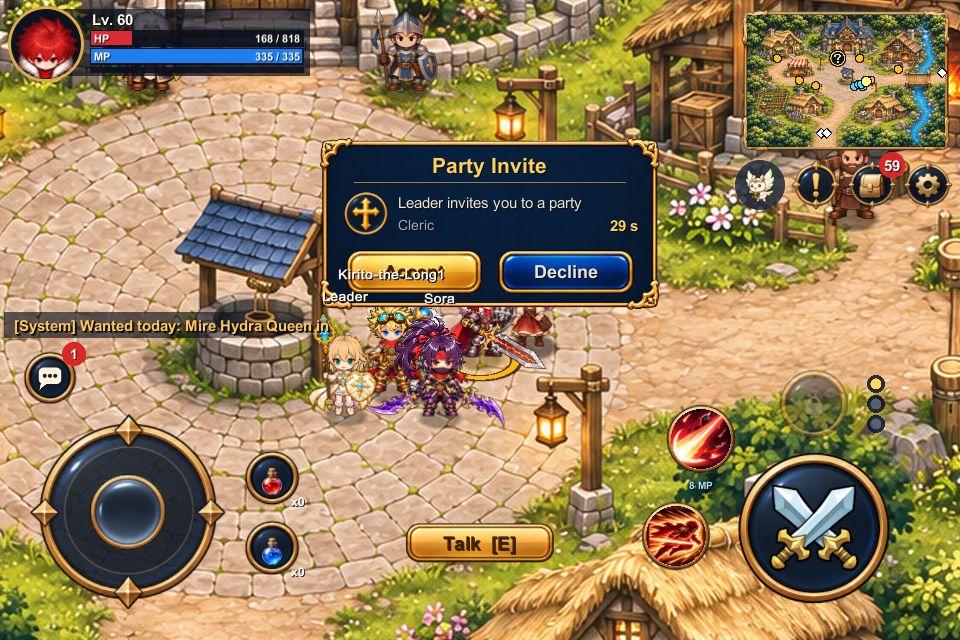 Lv. 60
HP 168 / 818
MP 335 / 335
?
59
Party Invite
Leader invites you to a party
Cleric
29 s
Decline
Kirito-the-Long1
Leader
Sora
[System] Wanted today: Mire Hydra Queen in
1
x0
x0
8 MP
Talk [E]